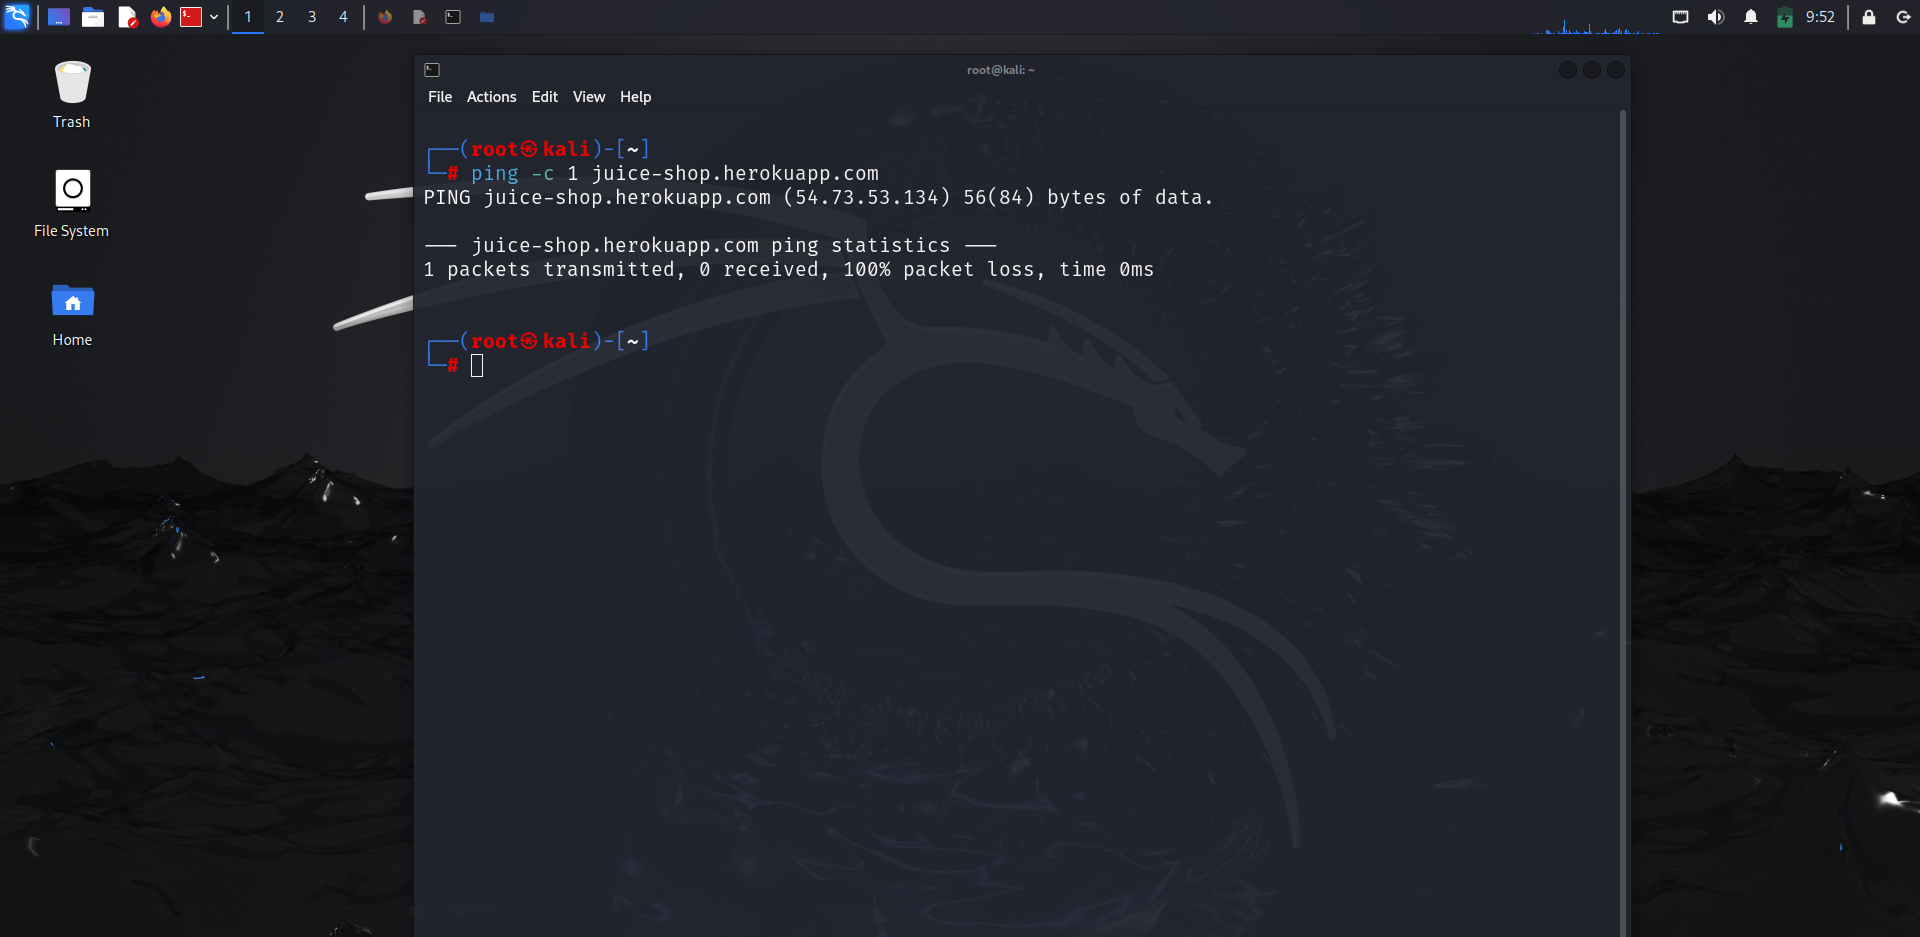 1 2 3 4 9:52
Trash
File System
Home
root@kali: ~
File Actions Edit View Help
┌──(root㉿kali)-[~]
└─# ping -c 1 juice-shop.herokuapp.com
PING juice-shop.herokuapp.com (54.73.53.134) 56(84) bytes of data.
--- juice-shop.herokuapp.com ping statistics ---
1 packets transmitted, 0 received, 100% packet loss, time 0ms
┌──(root㉿kali)-[~]
└─#